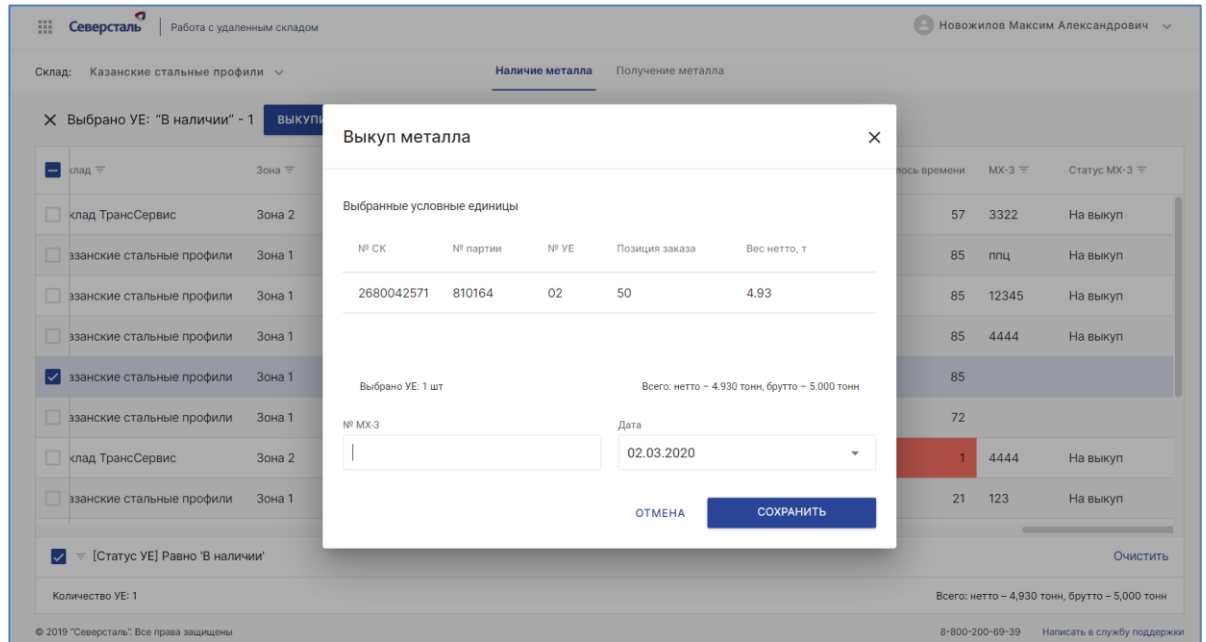 Северсталь Работа с удаленным складом Новожилов Максим Александрович
Склад: Казанские стальные профили Наличие металла Получение металла
Выбрано УЕ: "В наличии" - 1 ВЫКУПИ
Выкуп металла
клад Зона лось времени МХ-3 Статус МХ-3
Выбранные условные единицы
клад ТрансСервис Зона 2 57 3322 На выкуп
№ СК № партии № УЕ Позиция заказа Вес нетто, т
азанские стальные профили Зона 1 85 ппц На выкуп
2680042571 810164 02 50 4.93
азанские стальные профили Зона 1 85 12345 На выкуп
азанские стальные профили Зона 1 85 4444 На выкуп
азанские стальные профили Зона 1 85
Выбрано УЕ: 1 шт Всего: нетто – 4.930 тонн, брутто – 5.000 тонн
азанские стальные профили Зона 1 72
№ МХ-3 Дата
02.03.2020
клад ТрансСервис Зона 2 1 4444 На выкуп
азанские стальные профили Зона 1 21 123 На выкуп
ОТМЕНА СОХРАНИТЬ
[Статус УЕ] Равно 'В наличии' Очистить
Количество УЕ: 1 Всего: нетто – 4,930 тонн, брутто – 5,000 тонн
© 2019 "Северсталь". Все права защищены 8-800-200-69-39 Написать в службу поддержки